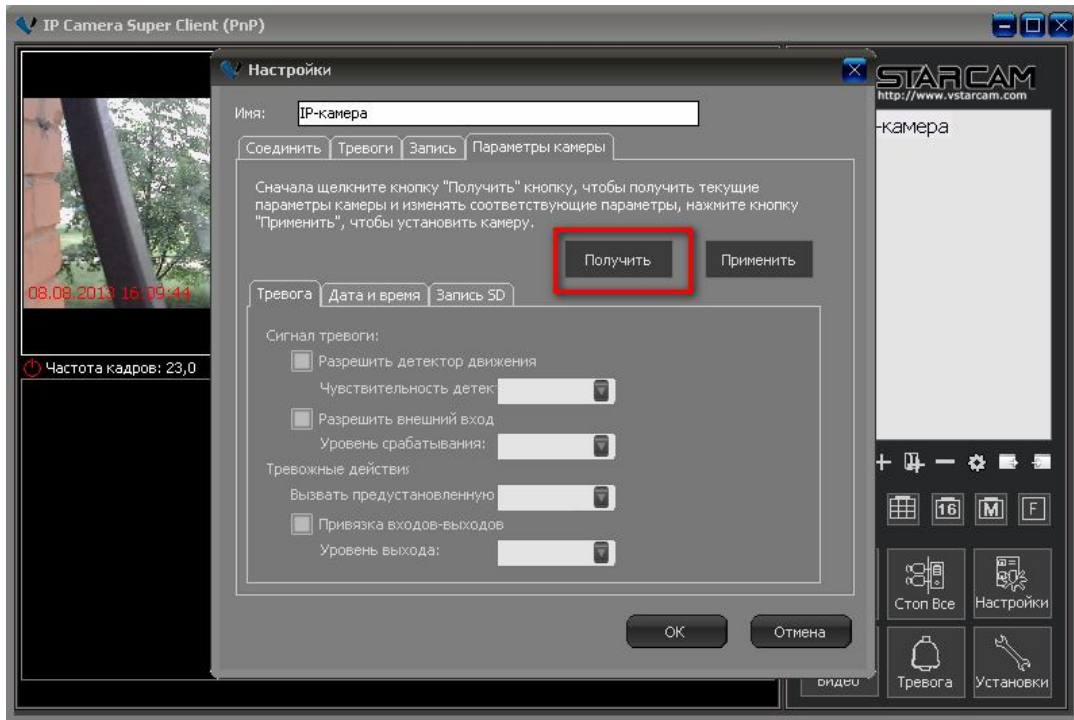 IP Camera Super Client (PnP)
Настройки
STARCAM
http://www.vstarcam.com
Имя: IP-камера
-камера
Соединить Тревоги Запись Параметры камеры
Сначала щелкните кнопку "Получить" кнопку, чтобы получить текущие
параметры камеры и изменять соответствующие параметры, нажмите кнопку
"Применить", чтобы установить камеру.
Получить Применить
08.08.2013 16:09:44
Тревога Дата и время Запись SD
Сигнал тревоги:
Разрешить детектор движения
Частота кадров: 23,0
Чувствительность детек
Разрешить внешний вход
Уровень срабатывания:
Тревожные действия
Вызвать предустановленную
16 M F
Привязка входов-выходов
Уровень выхода:
Стоп Все Настройки
OK Отмена
Видео Тревога Установки